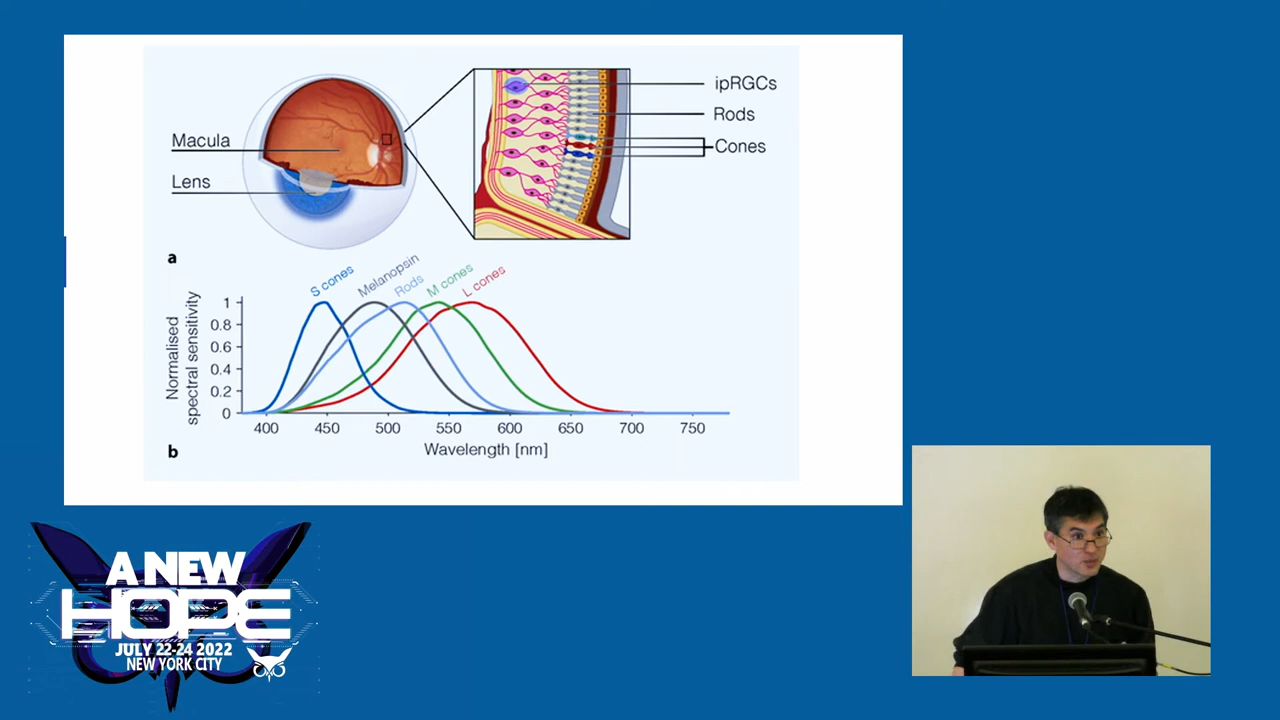 Macula
Lens
ipRGCs
Rods
Cones
a
S cones
Melanopsin
Rods
M cones
L cones
Normalised
spectral sensitivity
1
0.8
0.6
0.4
0.2
0
400 450 500 550 600 650 700 750
Wavelength [nm]
b
A NEW
HOPE
JULY 22-24 2022
NEW YORK CITY